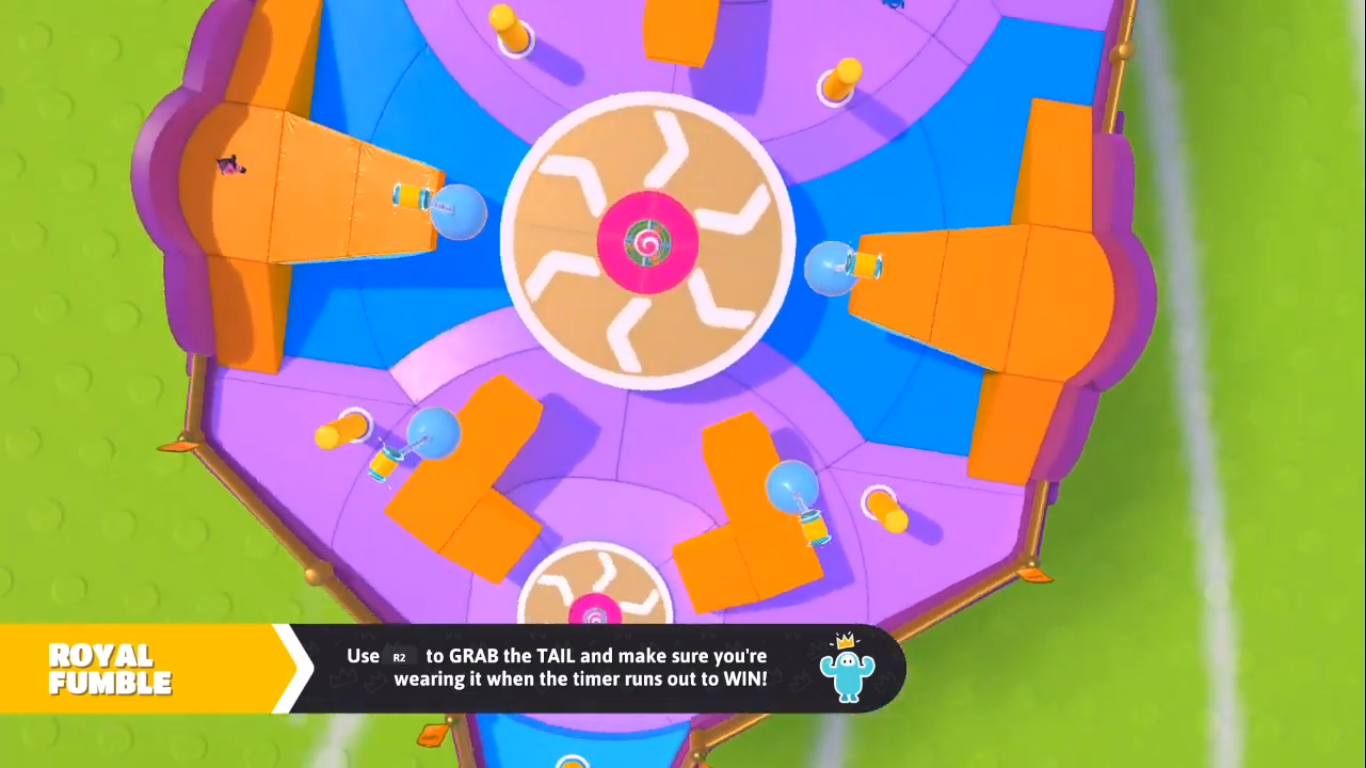 ROYAL
FUMBLE
Use R2 to GRAB the TAIL and make sure you're
wearing it when the timer runs out to WIN!